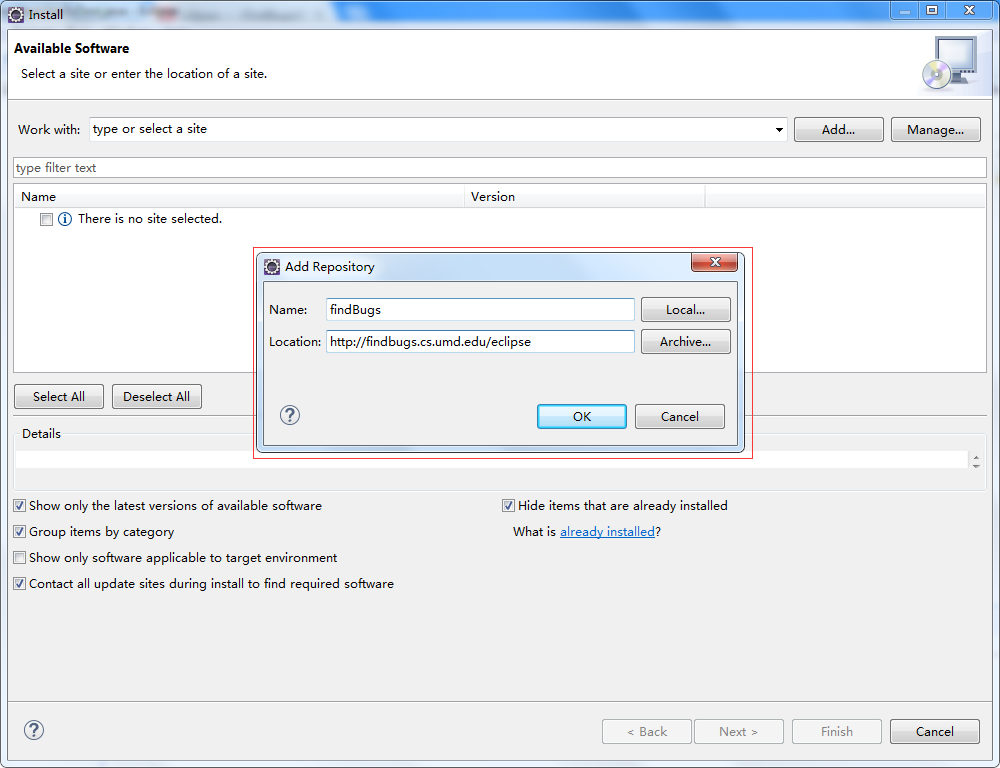 Install
Available Software
Select a site or enter the location of a site.
Work with: type or select a site Add... Manage...
type filter text
Name Version
There is no site selected.
Add Repository
Name: findBugs Local...
Location: http://findbugs.cs.umd.edu/eclipse Archive...
OK Cancel
Select All Deselect All
Details
Show only the latest versions of available software Hide items that are already installed
Group items by category What is already installed?
Show only software applicable to target environment
Contact all update sites during install to find required software
< Back Next > Finish Cancel